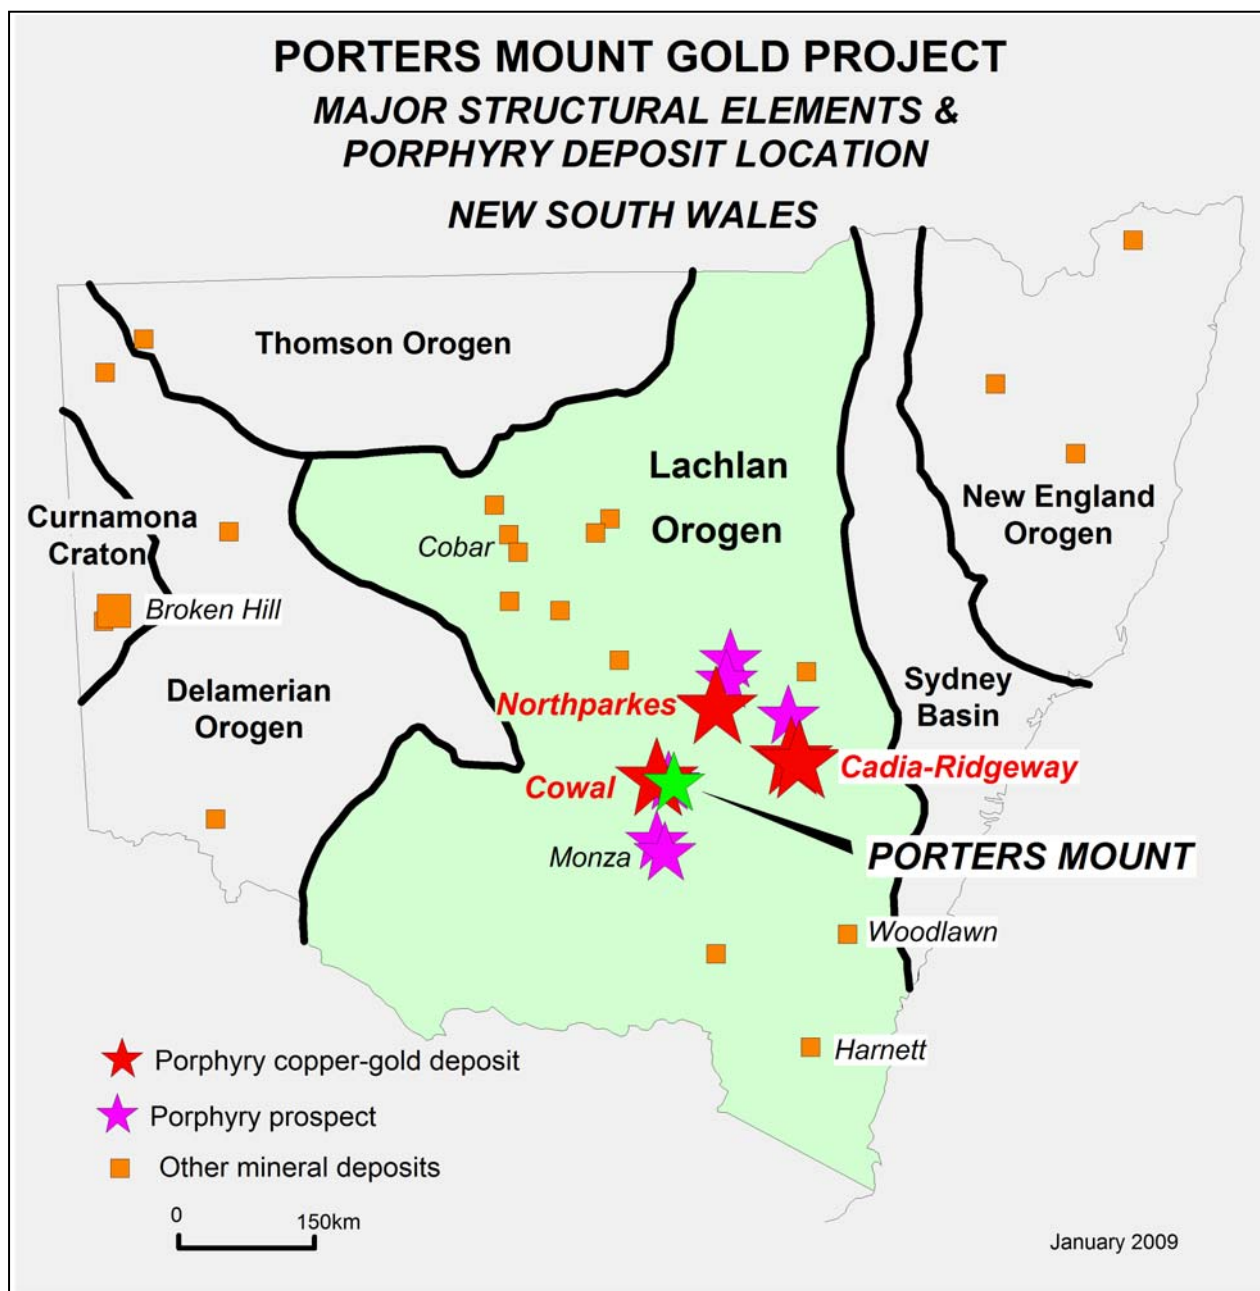 PORTERS MOUNT GOLD PROJECT
MAJOR STRUCTURAL ELEMENTS &
PORPHYRY DEPOSIT LOCATION
NEW SOUTH WALES
Thomson Orogen
Lachlan
Orogen
New England
Orogen
Curnamona
Craton
Cobar
Broken Hill
Delamerian
Orogen
Sydney
Basin
Northparkes
Cowal
Cadia-Ridgeway
Monza
PORTERS MOUNT
Woodlawn
Harnett
Porphyry copper-gold deposit
Porphyry prospect
Other mineral deposits
0 150km
January 2009